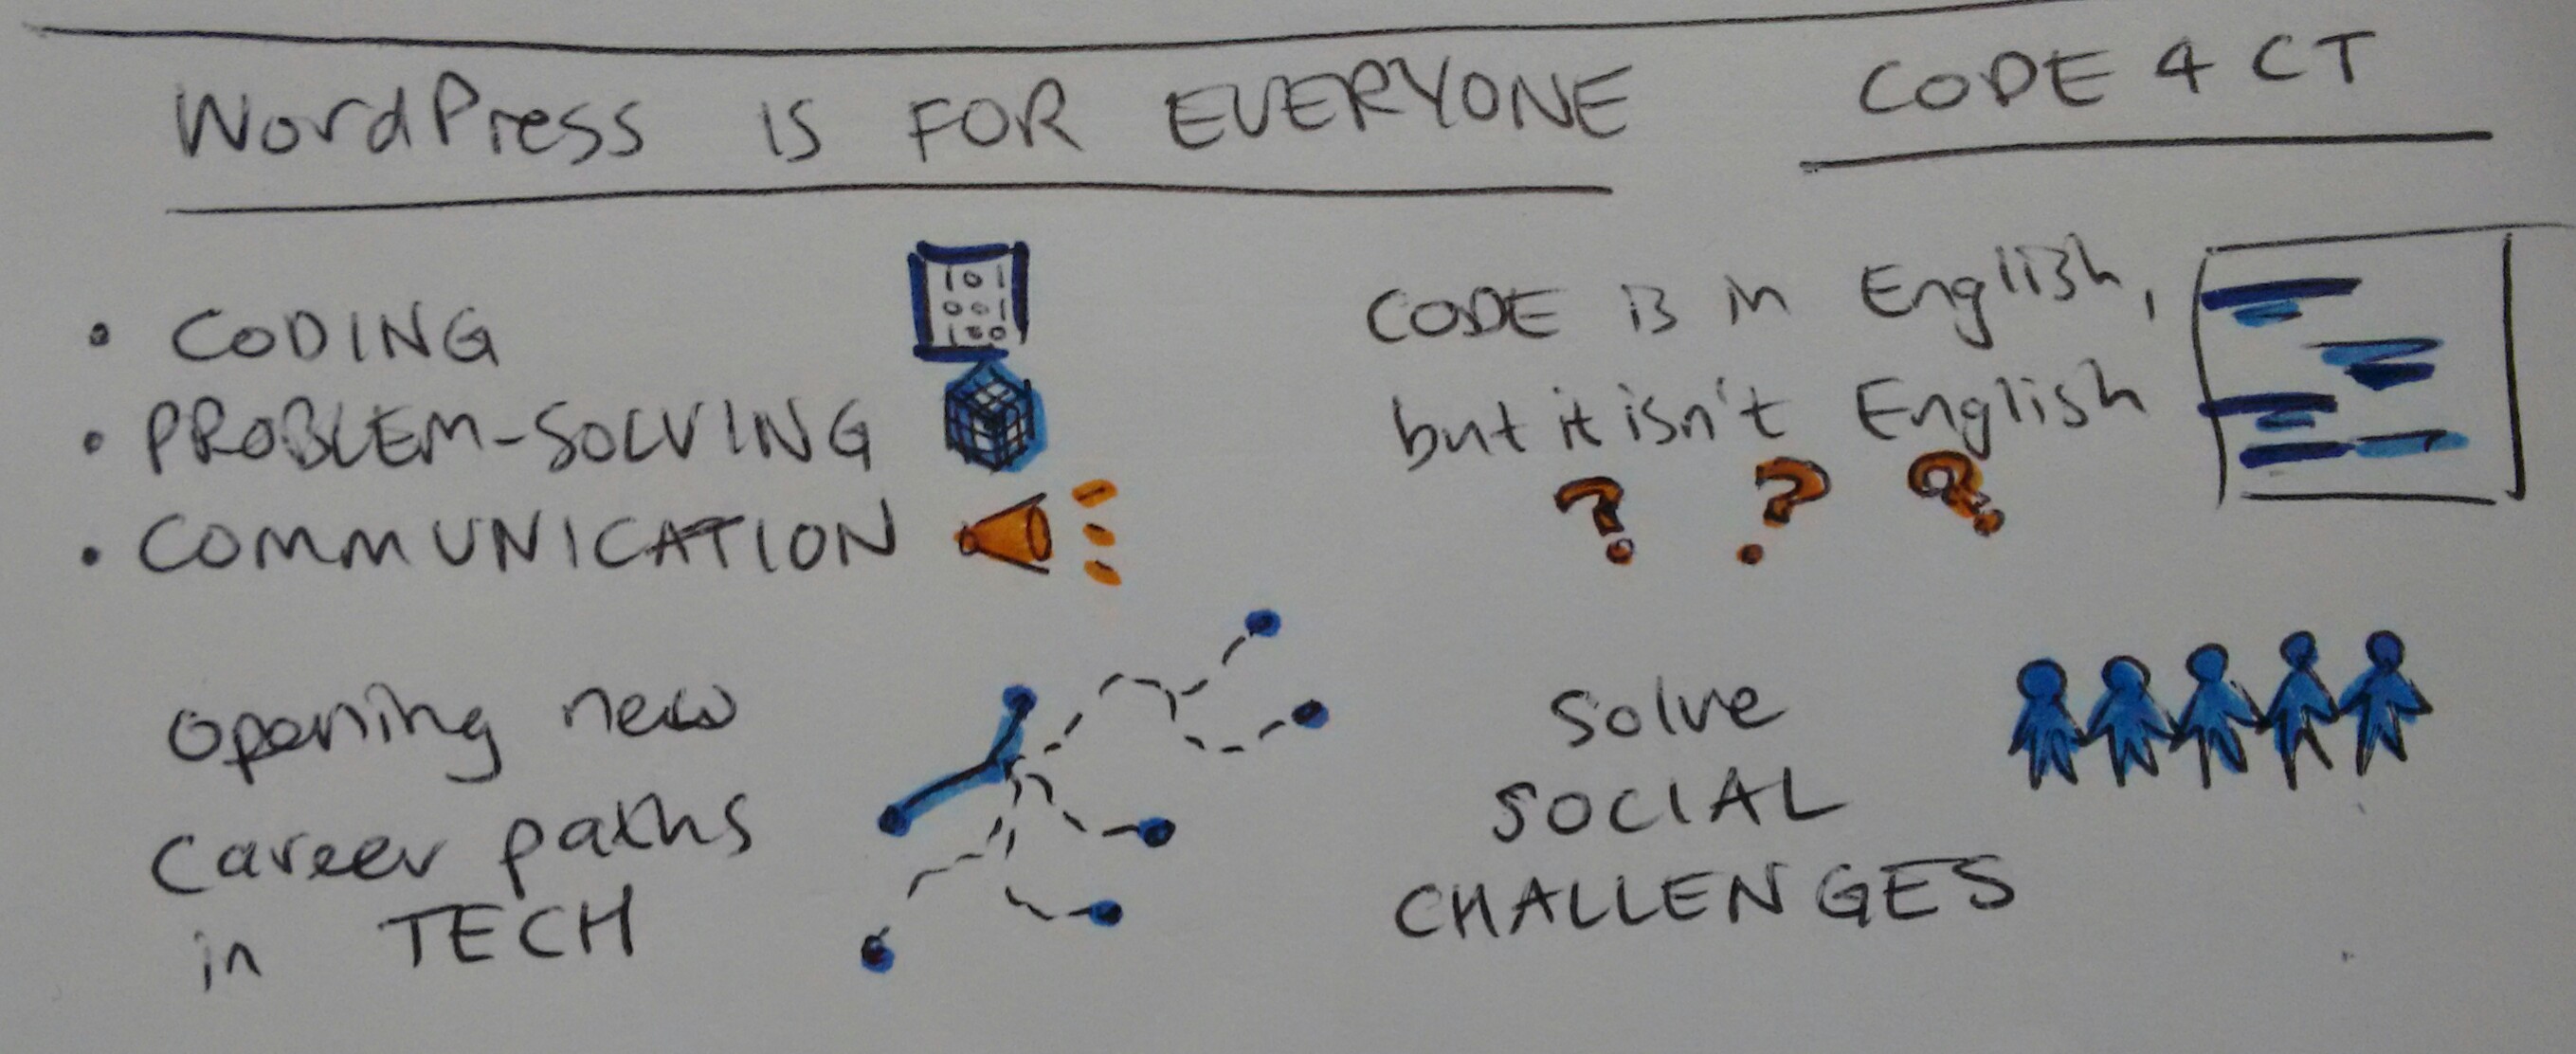 WordPress IS FOR EVERYONE
CODE 4 CT
• CODING
101
001
100
• PROBLEM-SOLVING
• COMMUNICATION
CODE is in English,
but it isn't English
? ? ?
opening new
career paths
in TECH
Solve
SOCIAL
CHALLENGES